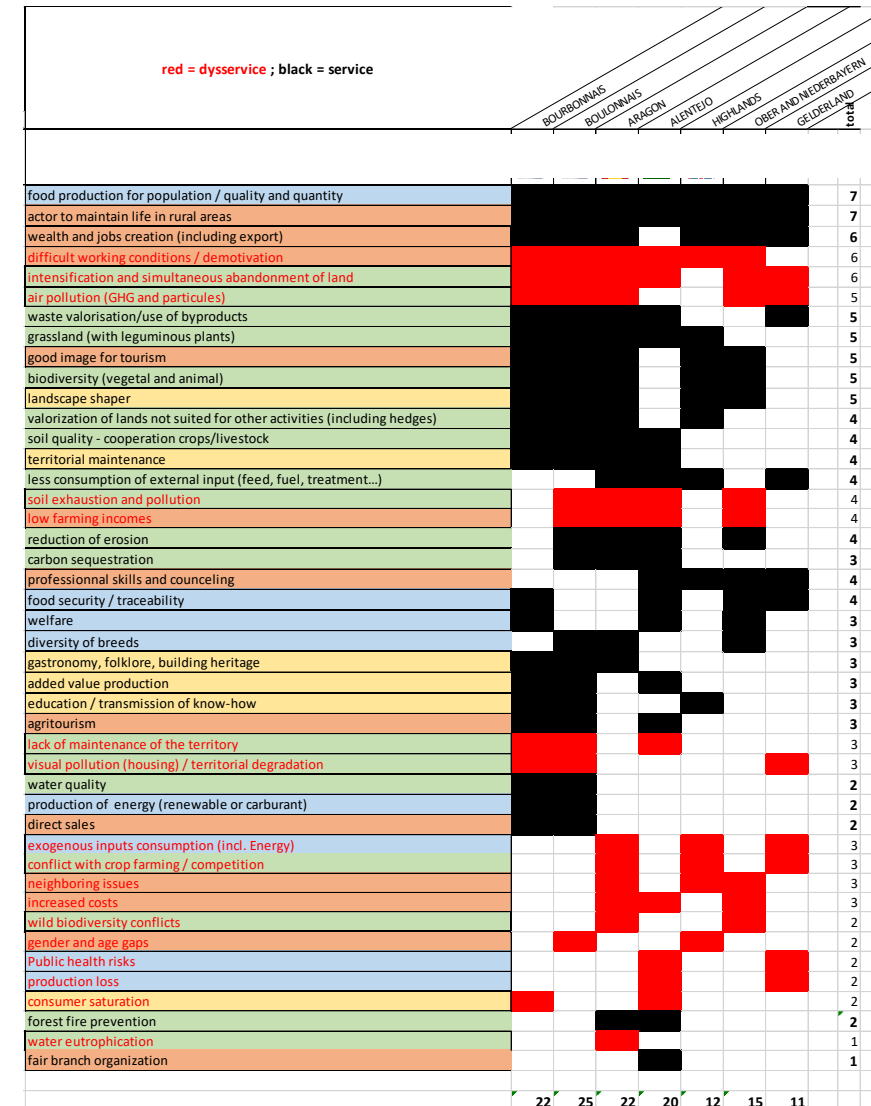 red = dysservice ; black = service
BOURBONNAIS
BOULONNAIS
ARAGON
ALENTEJO
HIGHLANDS
OBER AND NIEDERBAYERN
GELDERLAND
total
food production for population / quality and quantity 7
actor to maintain life in rural areas 7
wealth and jobs creation (including export) 6
difficult working conditions / demotivation 6
intensification and simultaneous abandonment of land 6
air pollution (GHG and particules) 5
waste valorisation/use of byproducts 5
grassland (with leguminous plants) 5
good image for tourism 5
biodiversity (vegetal and animal) 5
landscape shaper 5
valorization of lands not suited for other activities (including hedges) 4
soil quality - cooperation crops/livestock 4
territorial maintenance 4
less consumption of external input (feed, fuel, treatment...) 4
soil exhaustion and pollution 4
low farming incomes 4
reduction of erosion 4
carbon sequestration 3
professionnal skills and counceling 4
food security / traceability 4
welfare 3
diversity of breeds 3
gastronomy, folklore, building heritage 3
added value production 3
education / transmission of know-how 3
agritourism 3
lack of maintenance of the territory 3
visual pollution (housing) / territorial degradation 3
water quality 2
production of energy (renewable or carburant) 2
direct sales 2
exogenous inputs consumption (incl. Energy) 3
conflict with crop farming / competition 3
neighboring issues 3
increased costs 3
wild biodiversity conflicts 2
gender and age gaps 2
Public health risks 2
production loss 2
consumer saturation 2
forest fire prevention 2
water eutrophication 1
fair branch organization 1
22 25 22 20 12 15 11